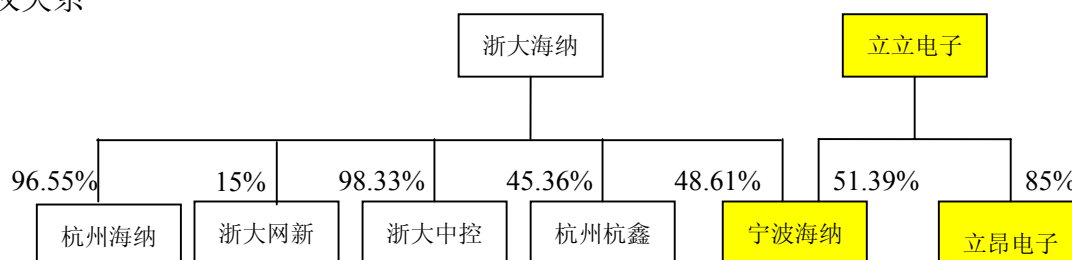 浙大海纳 立立电子
96.55% 15% 98.33% 45.36% 48.61% 51.39% 85%
杭州海纳 浙大网新 浙大中控 杭州杭鑫 宁波海纳 立昂电子